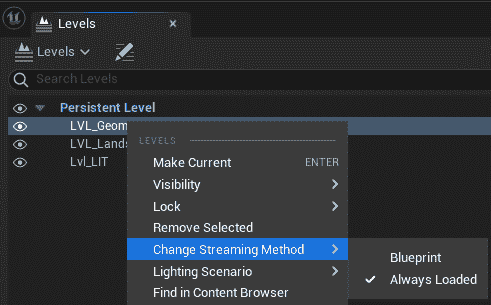 Levels
Levels
Search Levels
Persistent Level
LVL_Geom
LVL_Lands
Lvl_LIT
LEVELS
Make Current ENTER
Visibility
Lock
Remove Selected
Change Streaming Method
Lighting Scenario
Find in Content Browser
Blueprint
Always Loaded